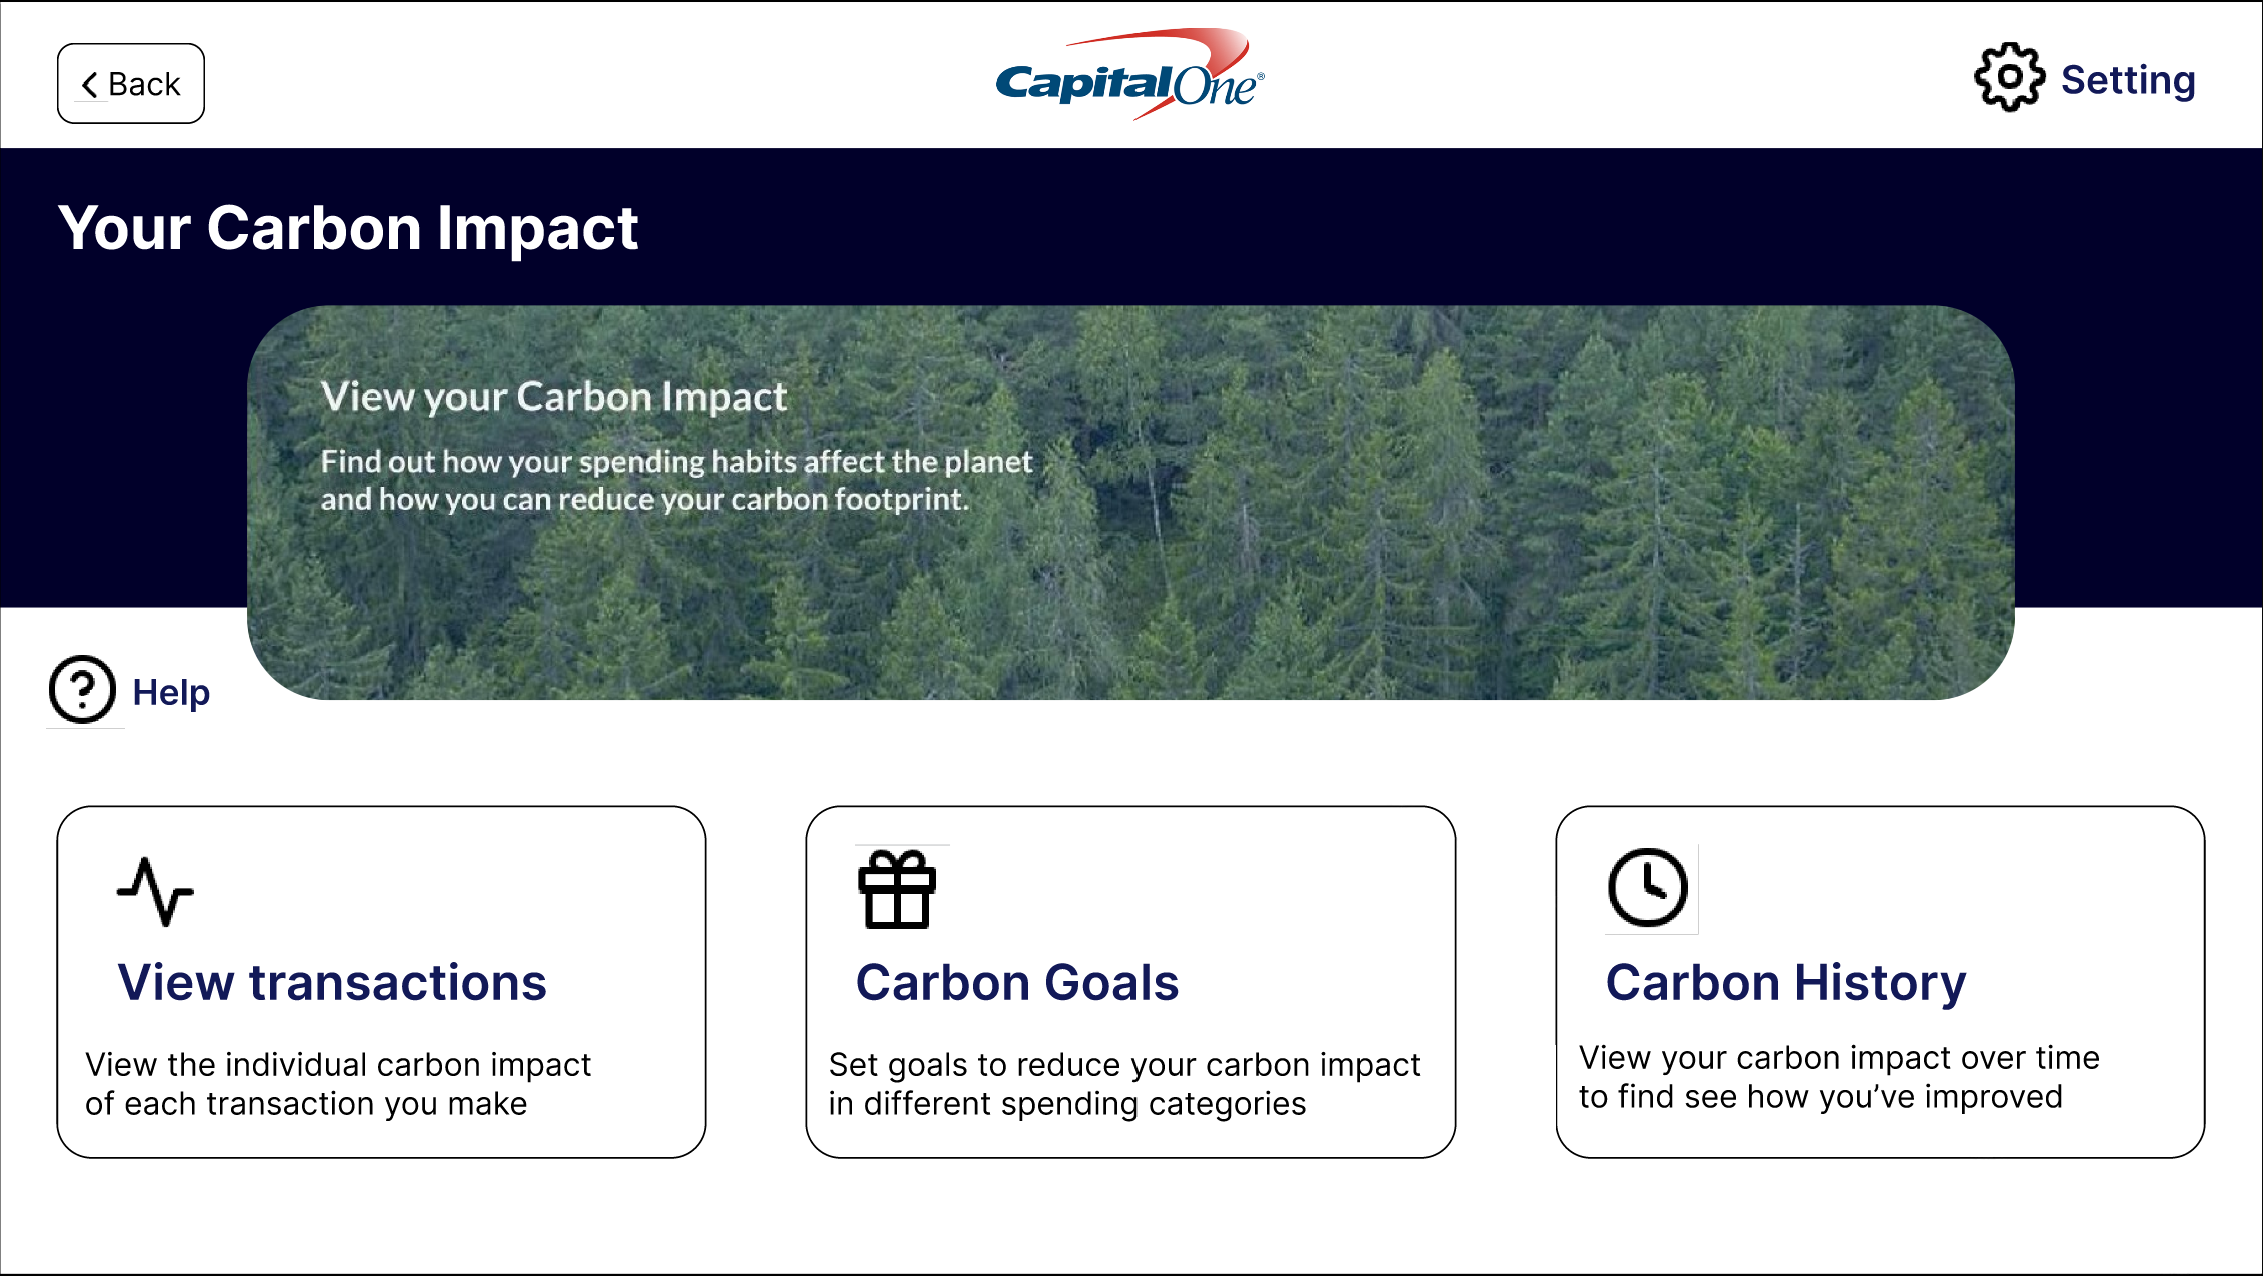 Back
CapitalOne®
Setting
Your Carbon Impact
View your Carbon Impact
Find out how your spending habits affect the planet
and how you can reduce your carbon footprint.
Help
View transactions
View the individual carbon impact
of each transaction you make
Carbon Goals
Set goals to reduce your carbon impact
in different spending categories
Carbon History
View your carbon impact over time
to find see how you’ve improved